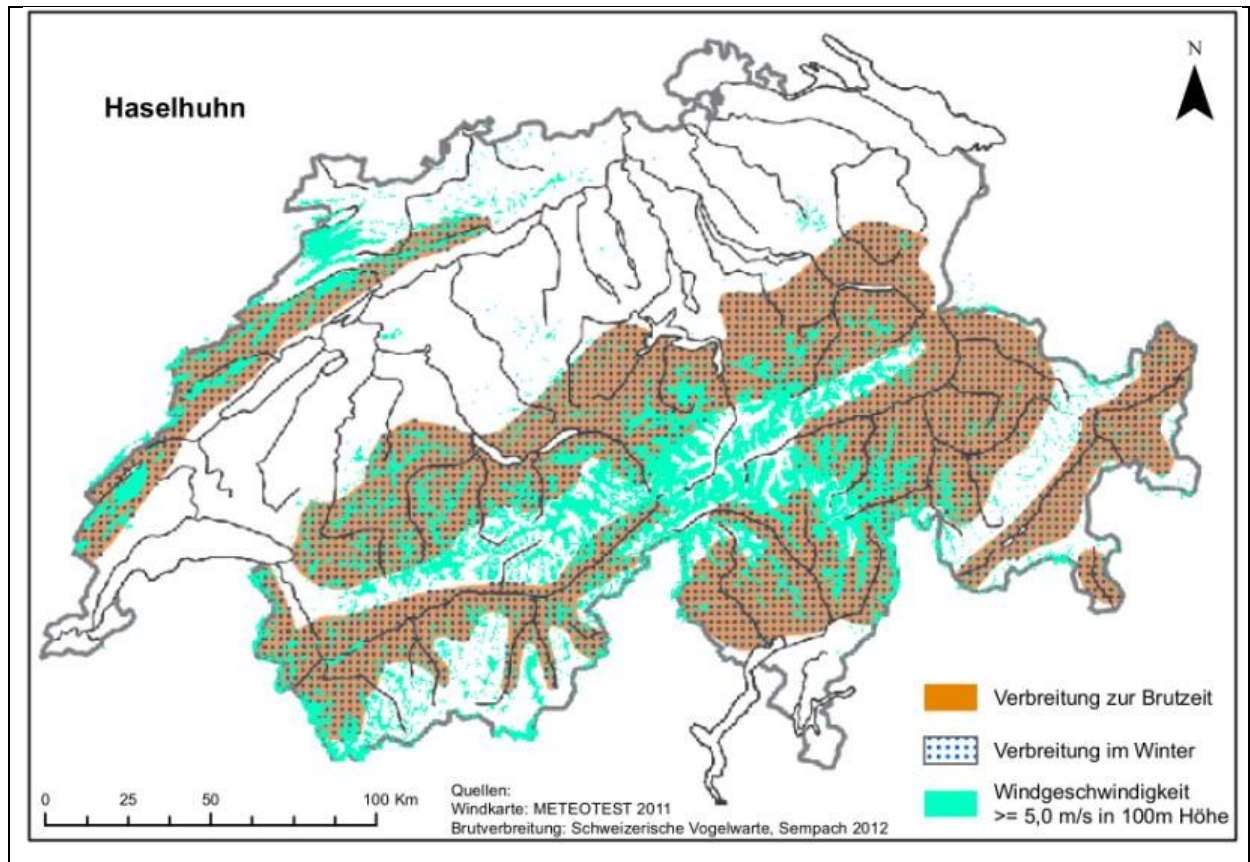 Haselhuhn
N
Verbreitung zur Brutzeit
Verbreitung im Winter
Windgeschwindigkeit
>= 5,0 m/s in 100m Höhe
0 25 50 100 Km
Quellen:
Windkarte: METEOTEST 2011
Brutverbreitung: Schweizerische Vogelwarte, Sempach 2012